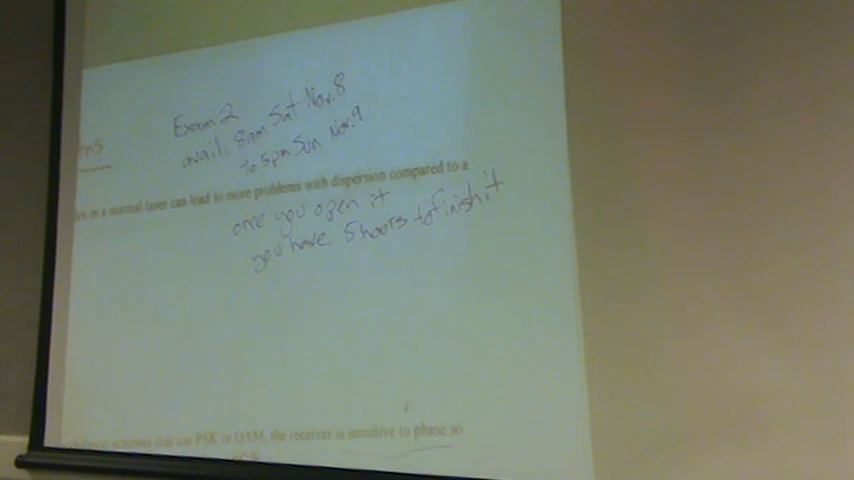 Exam 2
avail. 8am Sat Nov. 8
to 5pm Sun Nov. 9
in a normal laser can lead to more problems with dispersion compared to a
once you open it
you have 5 hours to finish it
schemes that use PSK or QAM, the receiver is sensitive to phase so